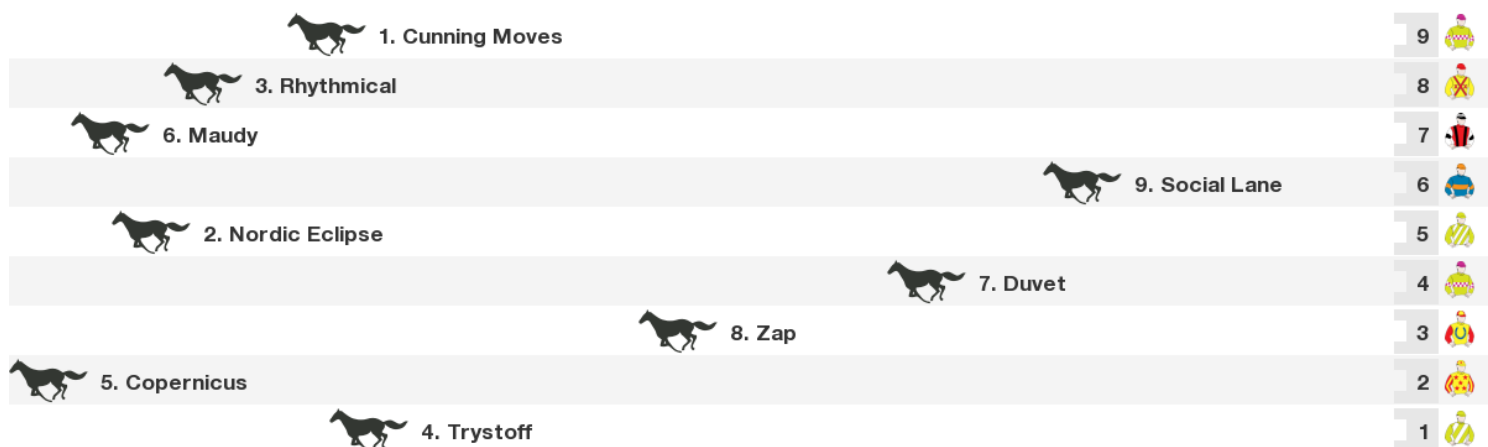 1. Cunning Moves 9
3. Rhythmical 8
6. Maudy 7
9. Social Lane 6
2. Nordic Eclipse 5
7. Duvet 4
8. Zap 3
5. Copernicus 2
4. Trystoff 1